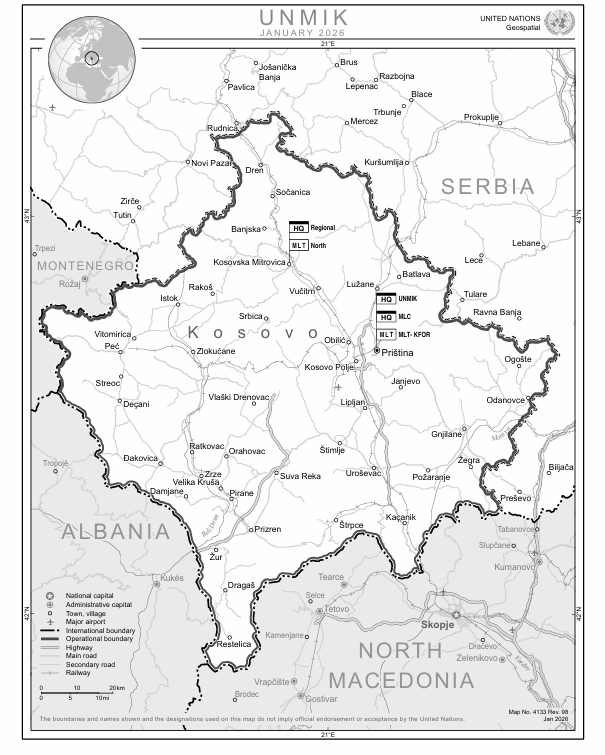 UNMIK
JANUARY 2026
UNITED NATIONS
Geospatial
21°E
Brus
Jošanička
Banja
Razbojna
Lepenac
Pavlica
Blace
Trbunje
Prokuplje
Mercez
Rudnica
Novi Pazar
Kuršumlija
Dren
SERBIA
Sočanica
Zirče
Tutin
43°N
43°N
Banjska
HQ Regional
MLT North
Lebane
Trpezi
Lece
MONTENEGRO
Kosovska Mitrovica
Batlava
Rožaj
Rakoš
Vučitrn
Lužane
Istok
HQ UNMIK
Tulare
Srbica
HQ MLC
Ravna Banja
Kosovo
Vitomirica
MLT MLT- KFOR
Peć
Zlokućane
Obilić
Priština
Kosovo Polje
Ogošte
Streoc
Janjevo
Vlaški Drenovac
Dečani
Lipljan
Odanovce
Gnjilane
Ratkovac
Štimlje
Orahovac
Đakovica
Žegra
Tropojë
Zrze
Suva Reka
Uroševac
Požaranje
Biljača
Velika Kruša
Damjane
Pirane
Preševo
Štrpce
Kačanik
ALBANIA
Prizren
Tabanovce
Slupčane
Žur
Kumanovo
Kukës
Tearce
Dragaš
Selce
Tetovo
Skopje
Kamenjane
Dračevo
Restelica
Zelenikovo
NORTH
MACEDONIA
Vrapčište
Brodec
Gostivar
42°N
42°N
National capital
Administrative capital
Town, village
Major airport
International boundary
Operational boundary
Highway
Main road
Secondary road
Railway
0 10 20km
0 5 10mi
Map No. 4133 Rev. 98
Jan 2026
The boundaries and names shown and the designations used on this map do not imply official endorsement or acceptance by the United Nations.
21°E